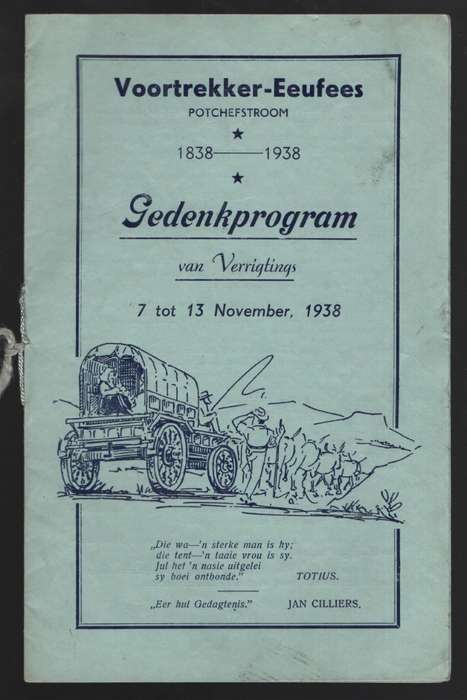 Voortrekker-Eeufees
POTCHEFSTROOM
1838——1938
Gedenkprogram
van Verrigtings
7 tot 13 November, 1938
„Die wa—'n sterke man is hy;
die tent—'n taaie vrou is sy.
Jul het 'n nasie uitgelei
sy boei ontbonde." TOTIUS.
„Eer hul Gedagtenis." JAN CILLIERS.